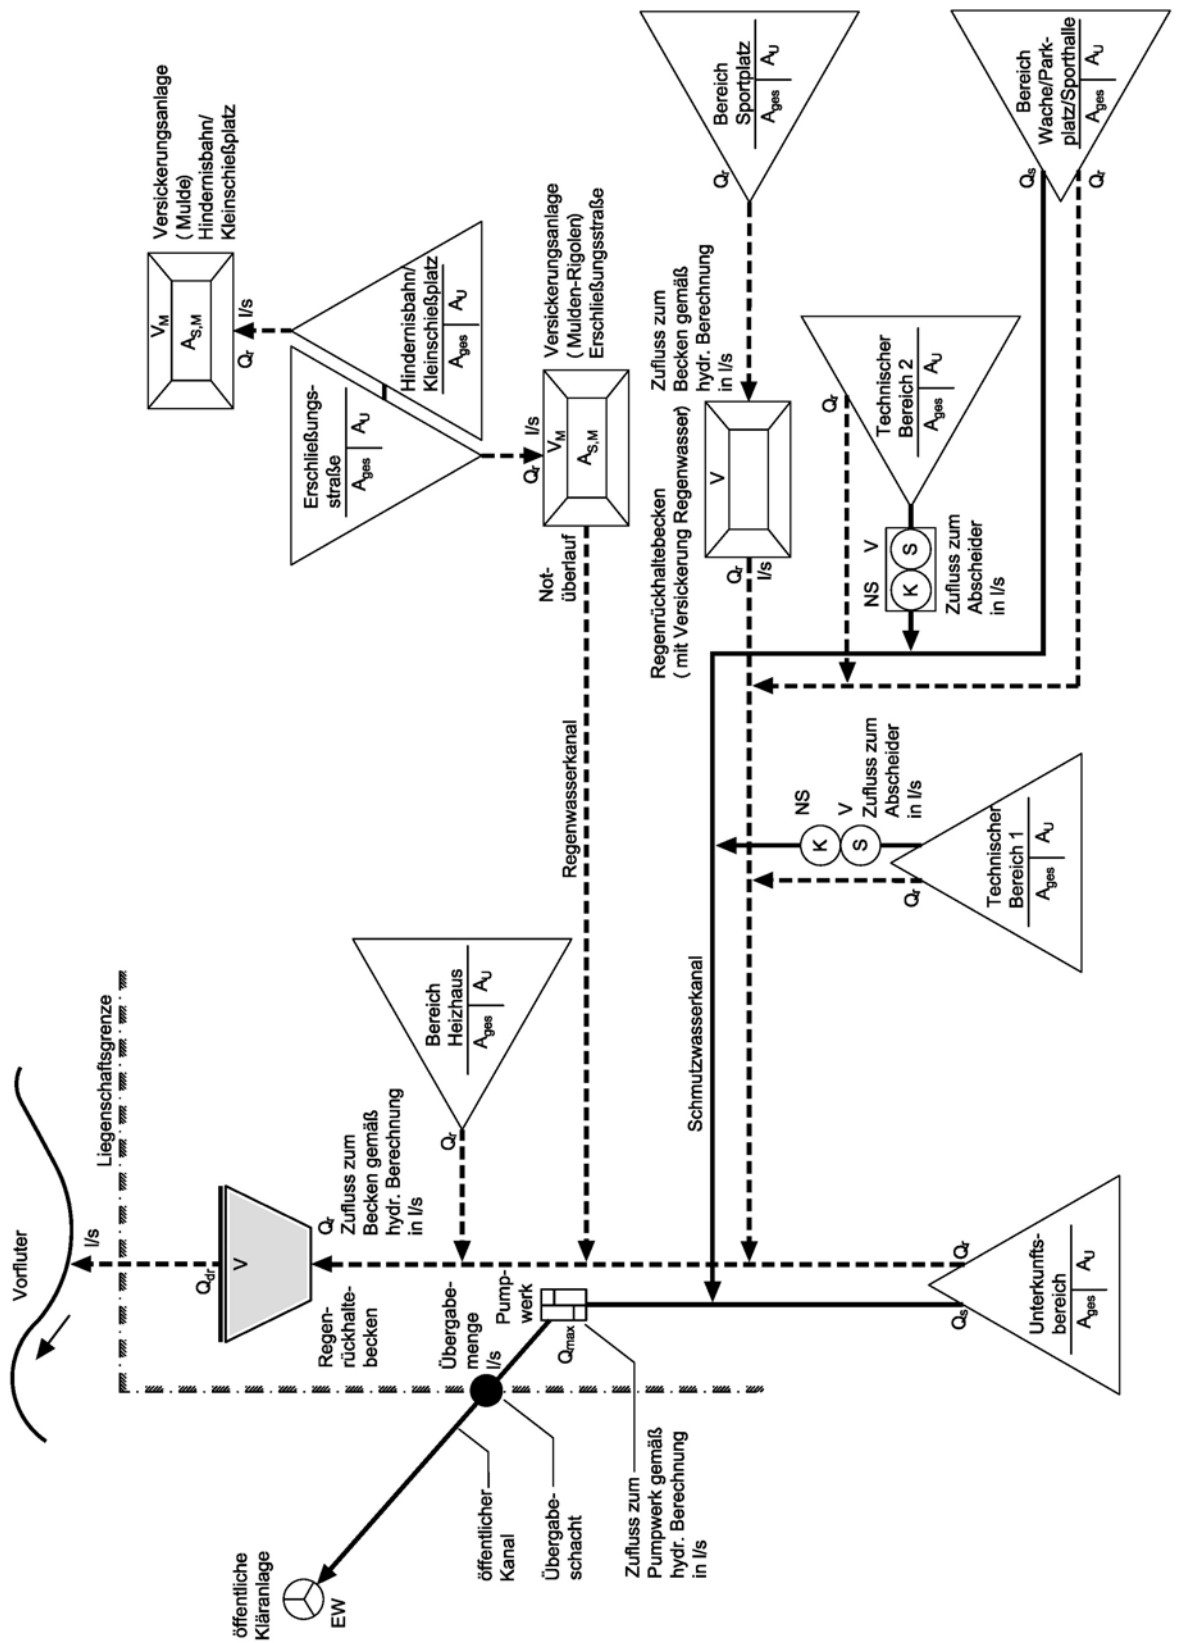 Vorfluter
l/s
Liegenschaftsgrenze
öffentliche
Kläranlage
EW
öffentlicher
Kanal
Übergabe-
schacht
Zufluss zum
Pumpwerk gemäß
hydr. Berechnung
in l/s
Übergabe-
menge
l/s
Pump-
werk
Qmax
Qdr
V
Regen-
rückhalte-
becken
Qr
Zufluss zum
Becken gemäß
hydr. Berechnung
in l/s
Qr
Bereich
Heizhaus
Ages
AU
Regenwasserkanal
Not-
überlauf
Versickerungsanlage
(Mulde)
Hindernisbahn/
Kleinschießplatz
VM
AS,M
Qr
l/s
Erschließungs-
straße
Ages
AU
Hindernisbahn/
Kleinschießplatz
Ages
AU
Versickerungsanlage
(Mulden-Rigolen)
Erschließungsstraße
Qr
l/s
VM
AS,M
Schmutzwasserkanal
Regenrückhaltebecken
(mit Versickerung Regenwasser)
Qr
l/s
V
Zufluss zum
Becken gemäß
hydr. Berechnung
in l/s
Qr
Bereich
Sportplatz
Ages
AU
Qs
Qr
Unterkunfts-
bereich
Ages
AU
Qr
K
S
NS
V
Zufluss zum
Abscheider
in l/s
Technischer
Bereich 1
Ages
AU
Qr
NS
V
K
S
Zufluss zum
Abscheider
in l/s
Technischer
Bereich 2
Ages
AU
Qs
Qr
Bereich
Wache/Park-
platz/Sporthalle
Ages
AU